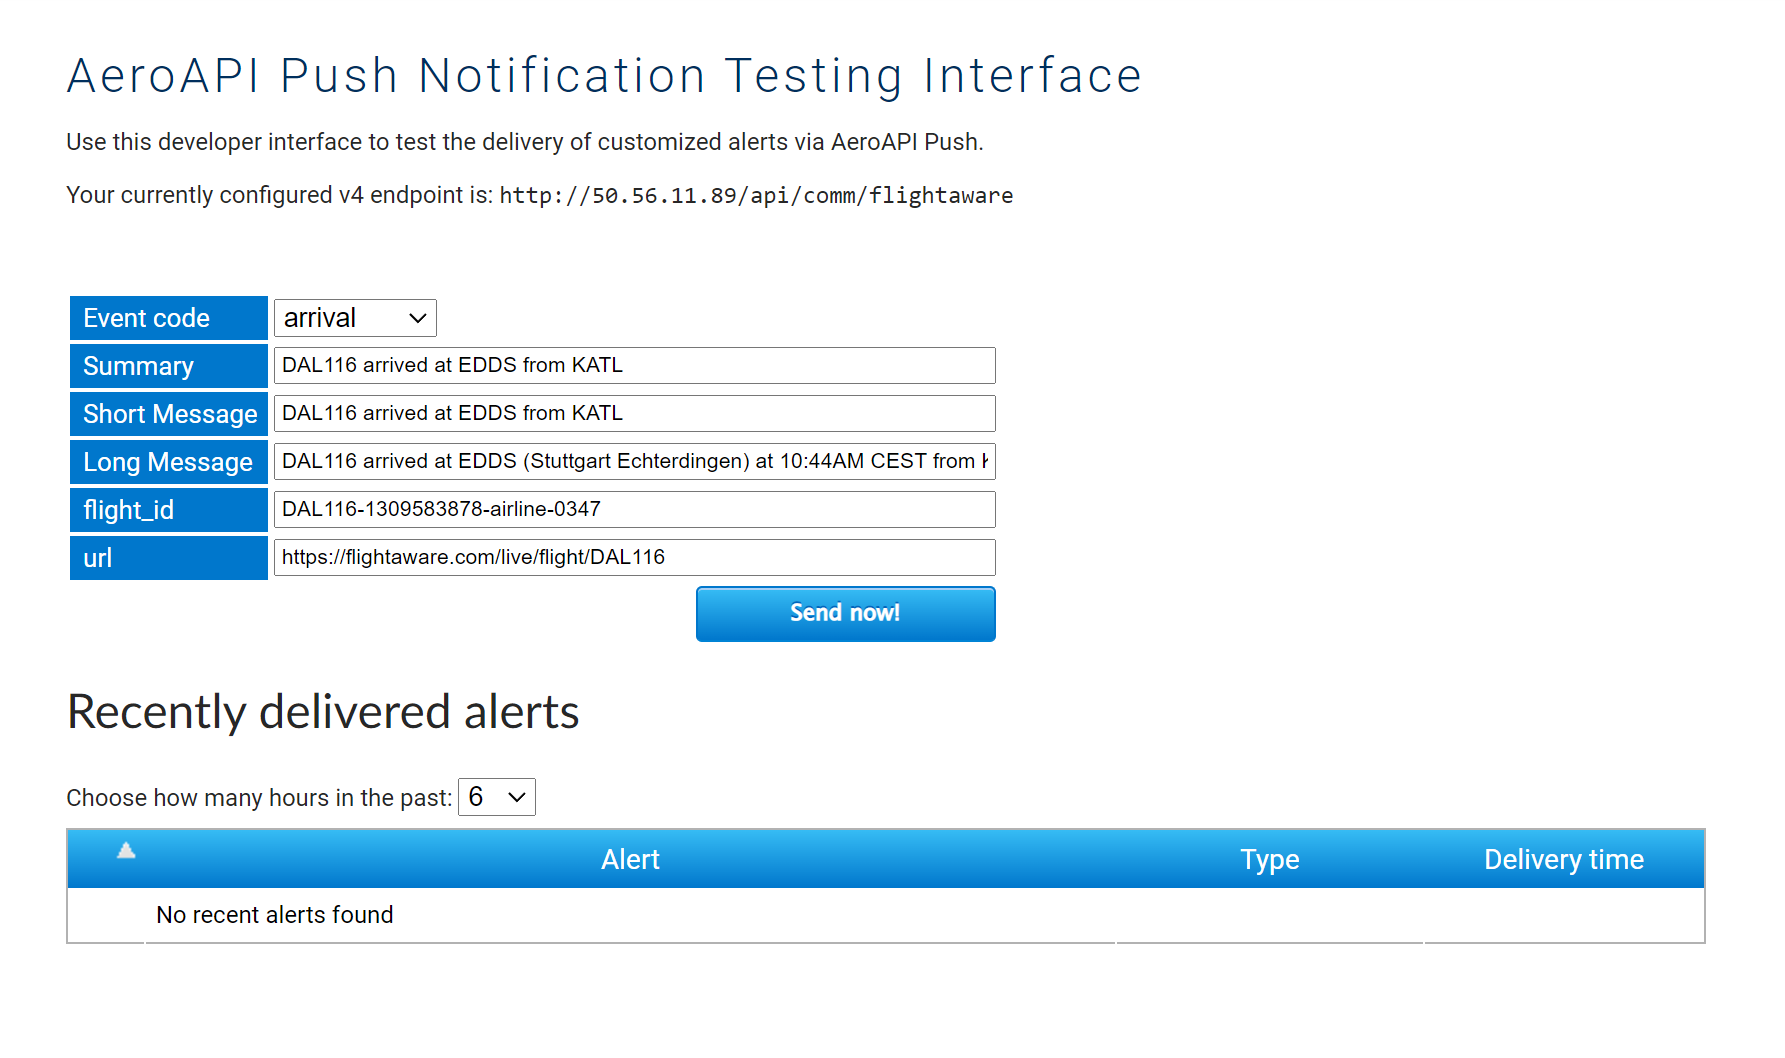 AeroAPI Push Notification Testing Interface
Use this developer interface to test the delivery of customized alerts via AeroAPI Push.
Your currently configured v4 endpoint is: http://50.56.11.89/api/comm/flightaware
Event code arrival
Summary DAL116 arrived at EDDS from KATL
Short Message DAL116 arrived at EDDS from KATL
Long Message DAL116 arrived at EDDS (Stuttgart Echterdingen) at 10:44AM CEST from
flight_id DAL116-1309583878-airline-0347
url https://flightaware.com/live/flight/DAL116
Send now!
Recently delivered alerts
Choose how many hours in the past: 6
Alert Type Delivery time
No recent alerts found